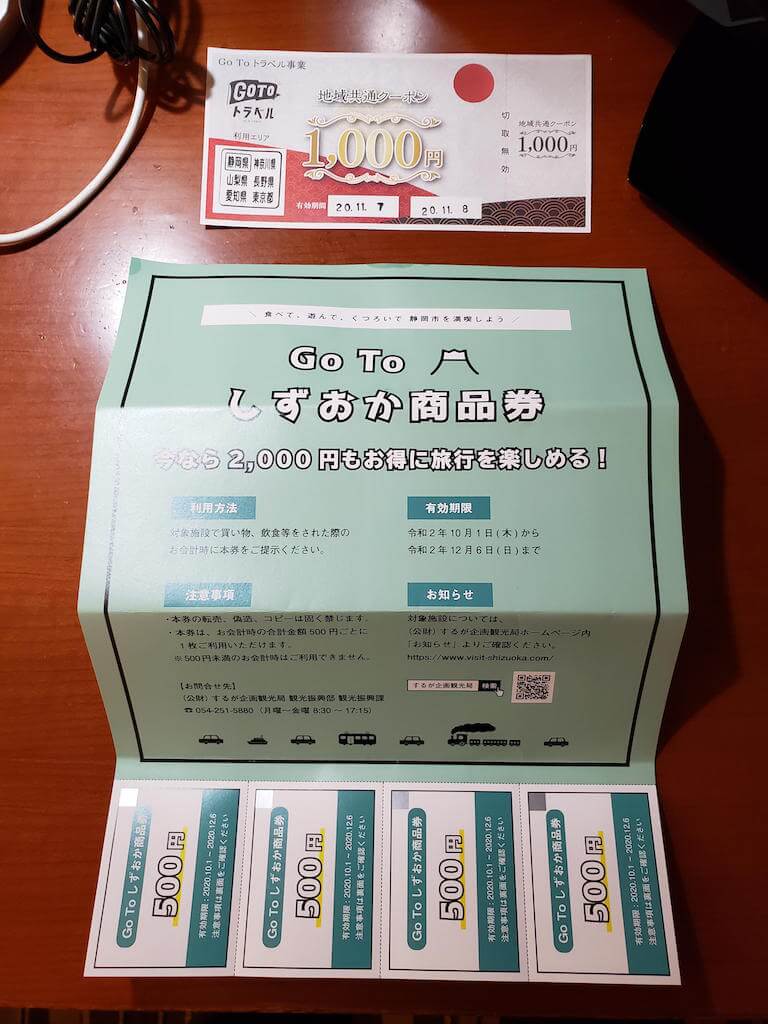 Go To トラベル事業
GOTO
トラベル
利用エリア
静岡県 神奈川県
山梨県 長野県
愛知県 東京都
地域共通クーポン
1,000円
有効期間 20.11.7 20.11.8
切取無効
地域共通クーポン
1,000円
\ 食べて、遊んで、くつろいで 静岡市を満喫しよう /
Go To
しずおか商品券
今なら2,000円もお得に旅行を楽しめる!
利用方法
対象施設で買い物、飲食等をされた際の
お会計時に本券をご提示ください。
有効期限
令和2年10月1日(木)から
令和2年12月6日(日)まで
注意事項
・本券の転売、偽造、コピーは固く禁じます。
・本券は、お会計時の合計金額500円ごとに
1枚ご利用いただけます。
※500円未満のお会計時はご利用できません。
お知らせ
対象施設については、
(公財)するが企画観光局ホームページ内
「お知らせ」よりご確認ください。
https://www.visit-shizuoka.com/
するが企画観光局 検索
【お問合せ先】
(公財)するが企画観光局 観光振興部 観光振興課
☎054-251-5880(月曜~金曜 8:30~17:15)
Go To しずおか商品券
500円
有効期限:2020.10.1~2020.12.6
注意事項は裏面をご確認ください
Go To しずおか商品券
500円
有効期限:2020.10.1~2020.12.6
注意事項は裏面をご確認ください
Go To しずおか商品券
500円
有効期限:2020.10.1~2020.12.6
注意事項は裏面をご確認ください
Go To しずおか商品券
500円
有効期限:2020.10.1~2020.12.6
注意事項は裏面をご確認ください